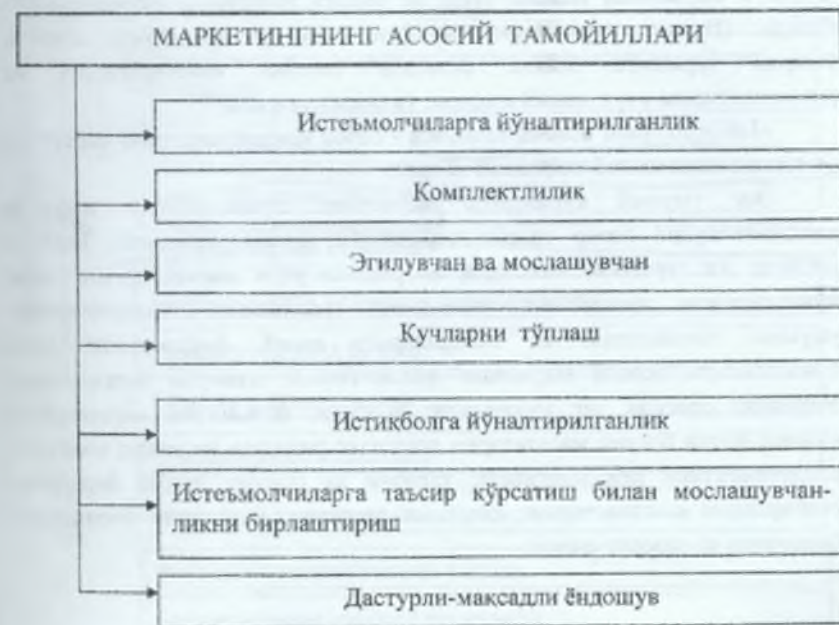 МАРКЕТИНГНИНГ АСОСИЙ ТАМОЙИЛЛАРИ
Истеъмолчиларга йўналтирилганлик
Комплектлилик
Эгилувчан ва мослашувчан
Кучларни тўплаш
Истикболга йўналтирилганлик
Истеъмолчиларга таъсир кўрсатиш билан мослашувчан-
ликни бирлаштириш
Дастурли-мақсадли ёндошув